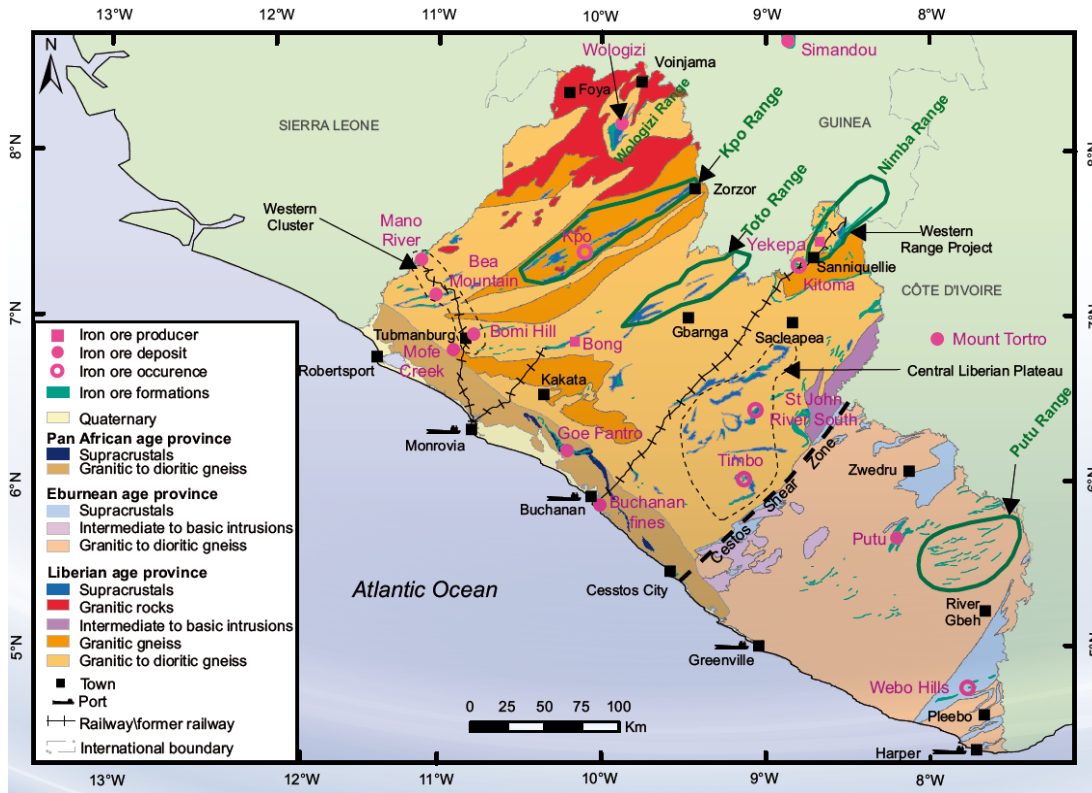 13°W
11°W
10°W
9°W
8°W
N
Wologizi
Simandou
Voinjama
Foya
Wologizi Range
SIERRA LEONE
GUINEA
8°N
8°N
Kpo Range
Nimba Range
Zorzor
Toto Range
Western
Cluster
Mano
River
Kpo
Yekepa
Western
Range Project
Bea
Mountain
Sanniquellie
Kitoma
CÔTE D'IVOIRE
7°N
7°N
Tubmanburg
Bomi Hill
Bong
Gbarnga
Sacleapea
Mount Tortro
Mofe
Creek
Robertsport
Kakata
Central Liberian Plateau
St John
River South
Putu Range
Monrovia
Goe Fantro
Timbo
Zwedru
6°N
6°N
Buchanan
Buchanan
fines
Cestos Shear Zone
Putu
Cesstos City
Atlantic Ocean
River
Gbeh
5°N
5°N
Greenville
Webo Hills
Pleebo
Harper
Iron ore producer
Iron ore deposit
Iron ore occurence
Iron ore formations
Quaternary
Pan African age province
Supracrustals
Granitic to dioritic gneiss
Eburnean age province
Supracrustals
Intermediate to basic intrusions
Granitic to dioritic gneiss
Liberian age province
Supracrustals
Granitic rocks
Intermediate to basic intrusions
Granitic gneiss
Granitic to dioritic gneiss
Town
Port
Railway\former railway
International boundary
0 25 50 75 100
Km
13°W
12°W
11°W
10°W
9°W
8°W